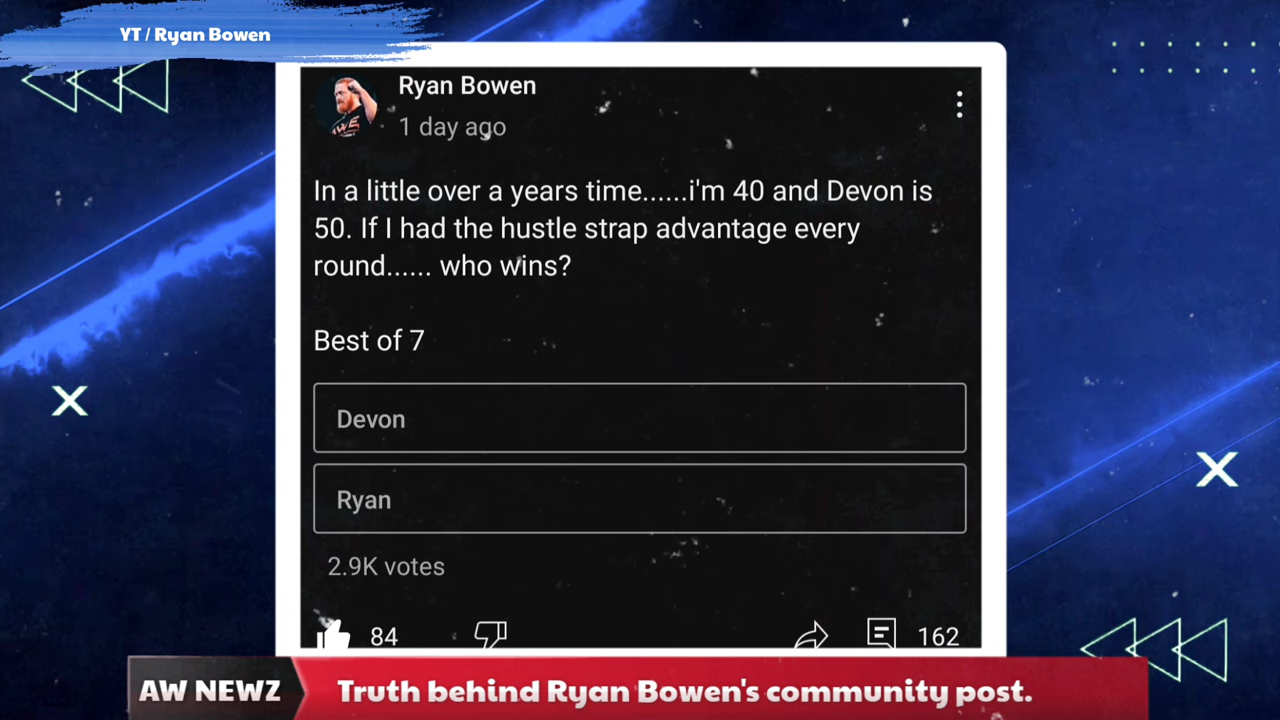 YT / Ryan Bowen
Ryan Bowen
1 day ago
In a little over a years time......i'm 40 and Devon is
50. If I had the hustle strap advantage every
round...... who wins?
Best of 7
Devon
Ryan
2.9K votes
84
162
AW NEWZ
Truth behind Ryan Bowen's community post.